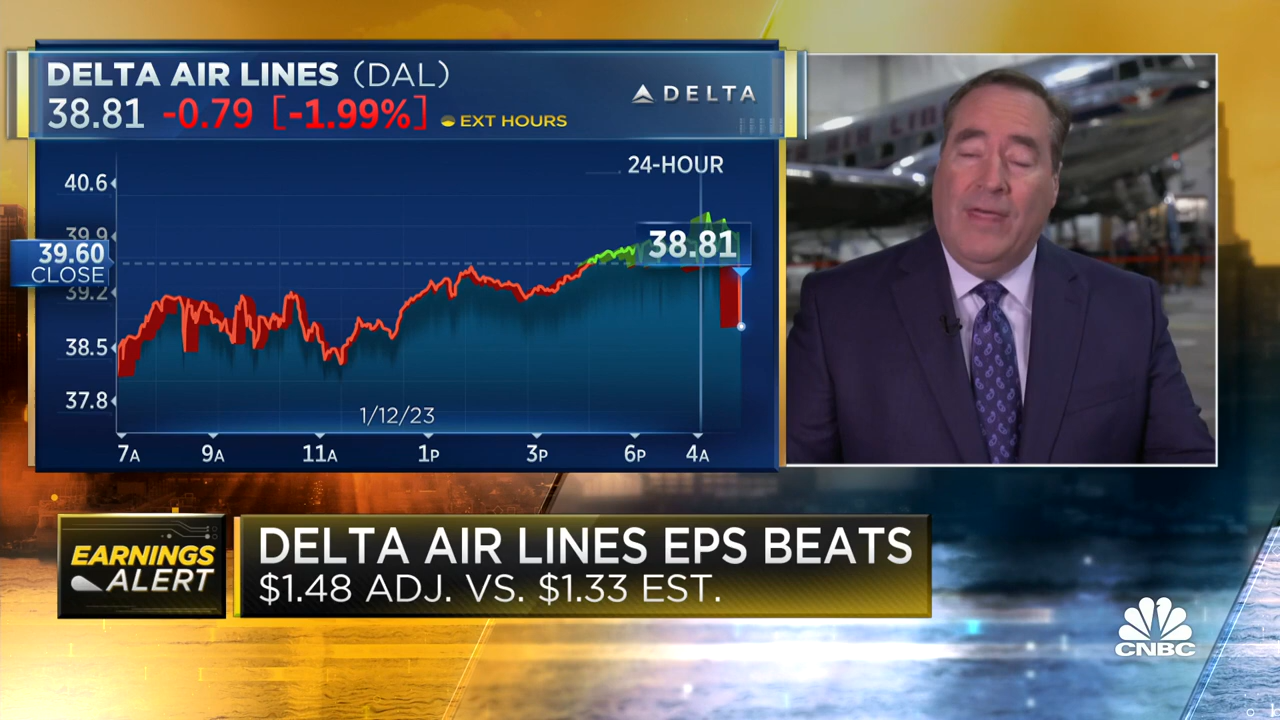 DELTA AIR LINES (DAL)
38.81 -0.79 [-1.99%] EXT HOURS
DELTA
24-HOUR
40.6
39.9
39.60
CLOSE
39.2
38.5
37.8
38.81
1/12/23
7A 9A 11A 1P 3P 6P 4A
EARNINGS
ALERT
DELTA AIR LINES EPS BEATS
$1.48 ADJ. VS. $1.33 EST.
CNBC